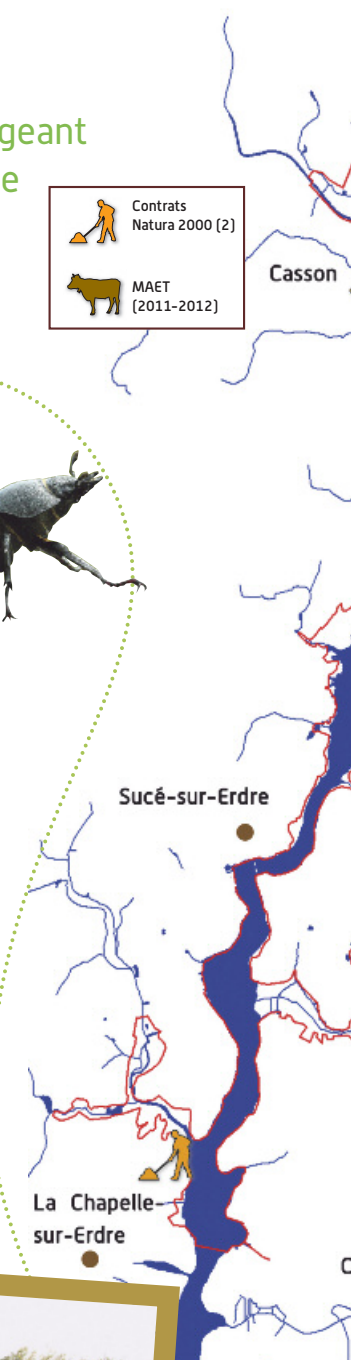 geant
e
Contrats
Natura 2000 (2)
MAET
(2011-2012)
Casson
Sucé-sur-Erdre
La Chapelle-
sur-Erdre